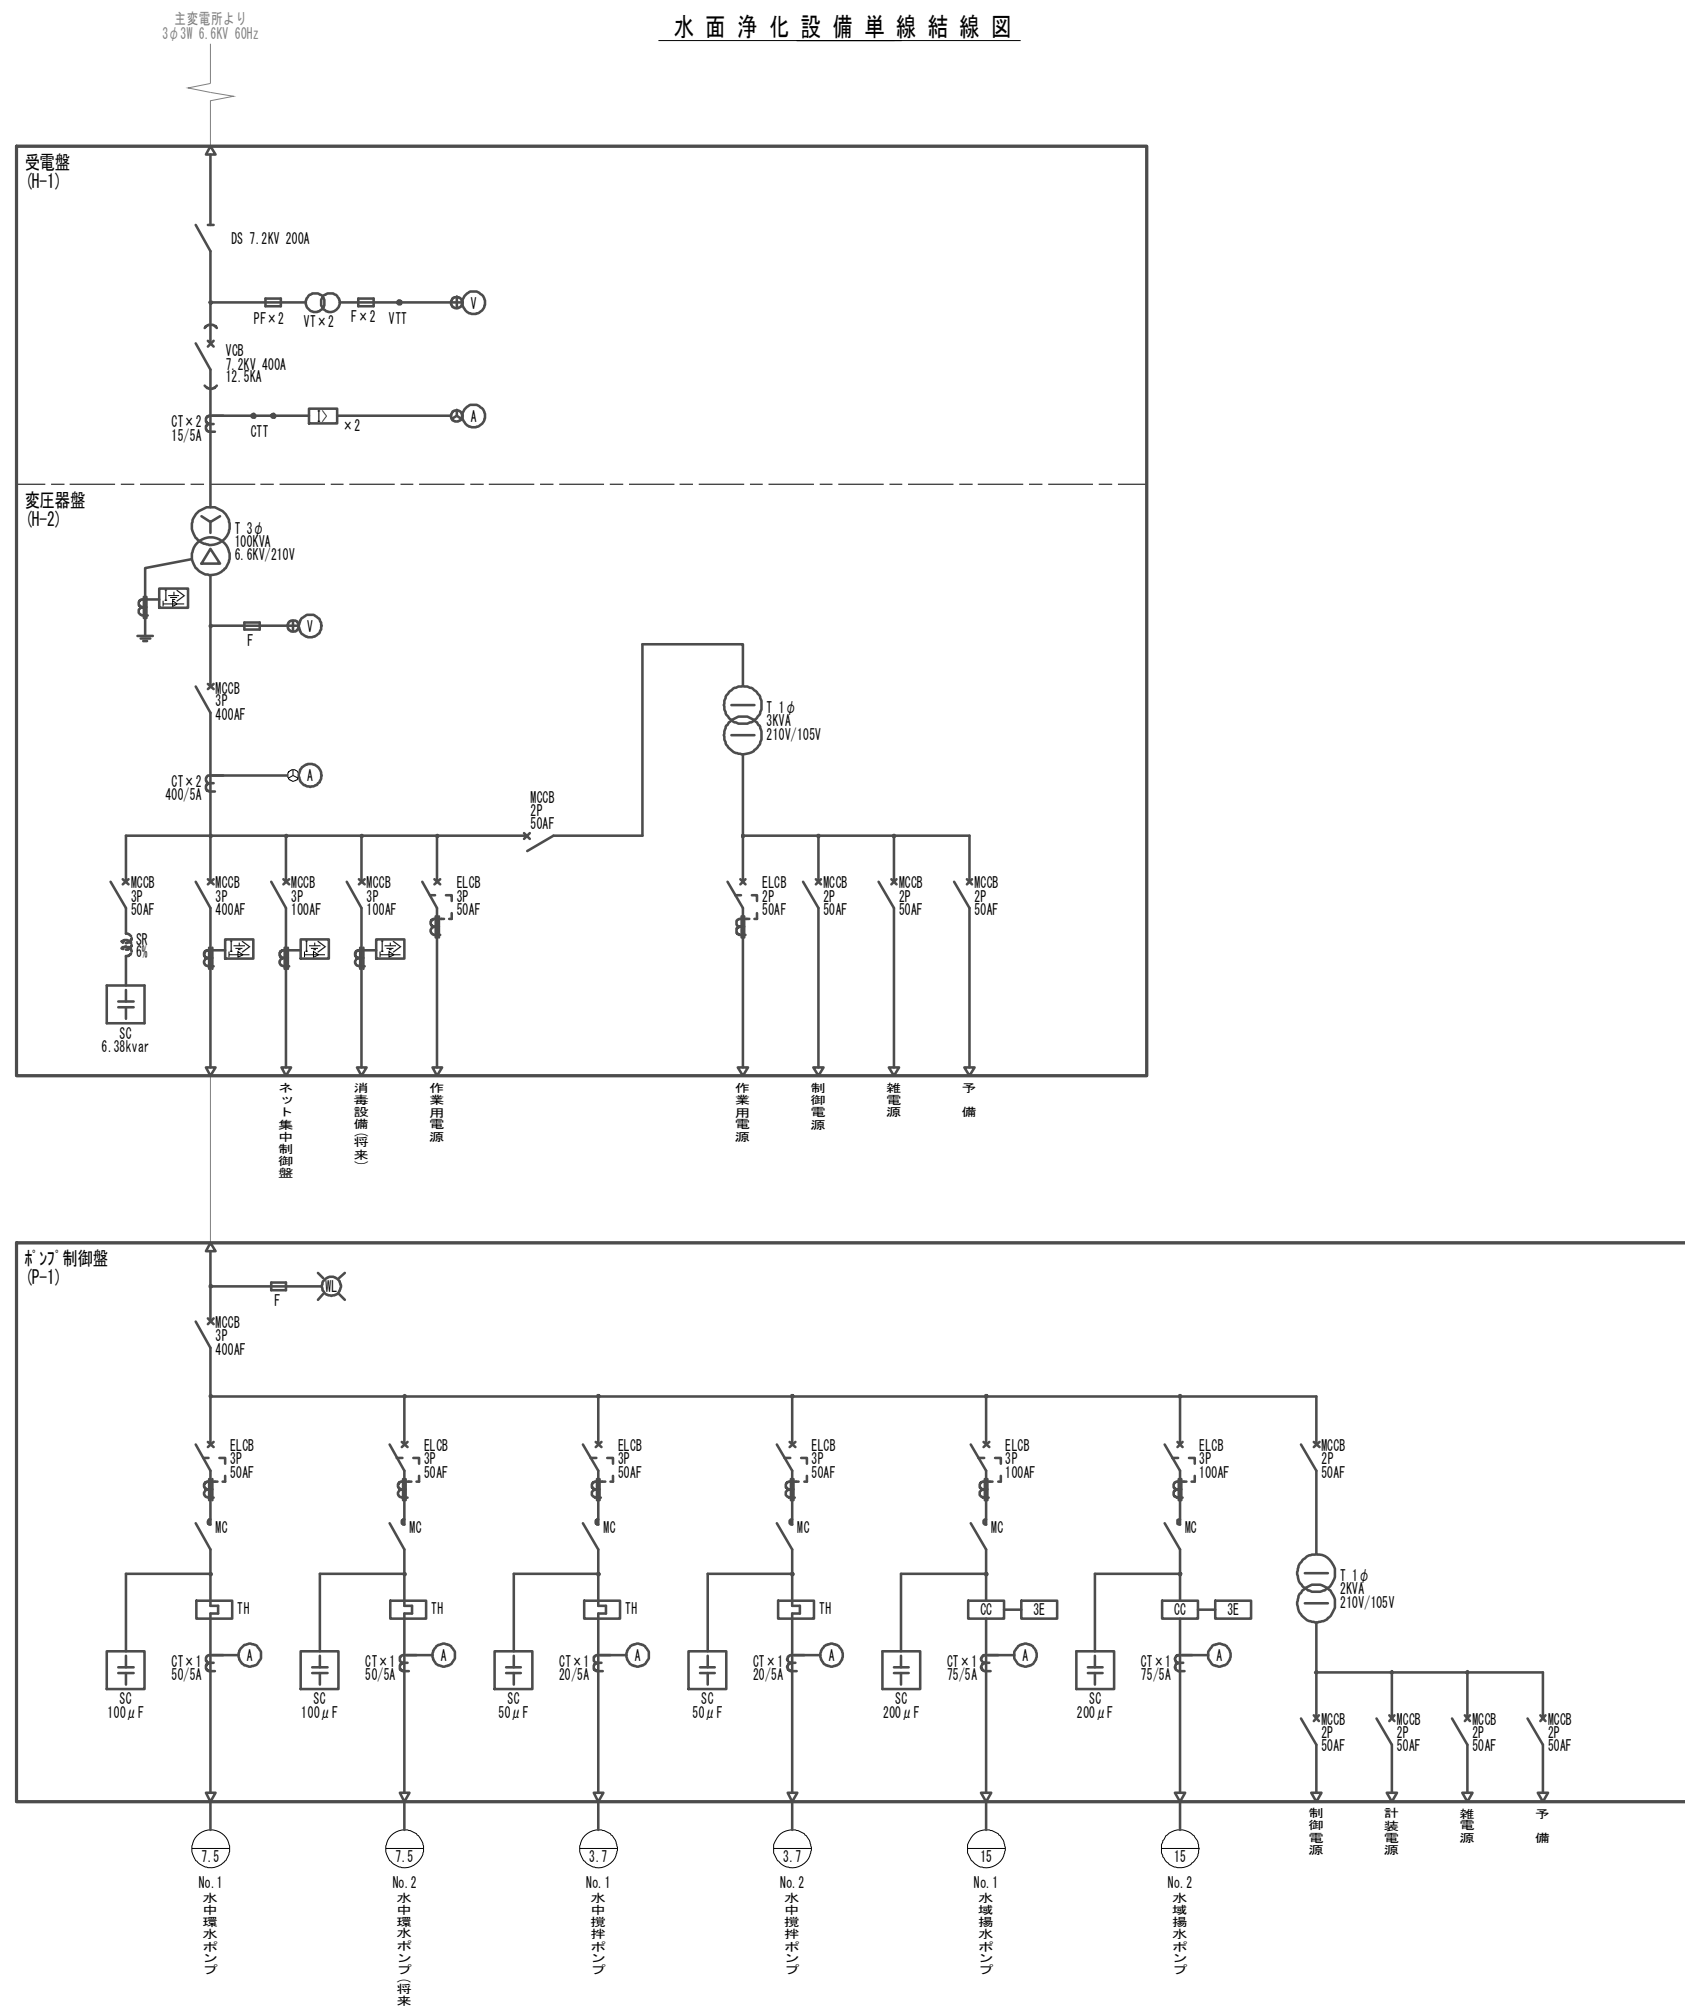 水面浄化設備単線結線図
主変電所より
3φ3W 6.6KV 60Hz
受電盤
(H-1)
DS 7.2KV 200A
PF×2
VT×2
F×2
VTT
V
VCB
7.2KV 400A
12.5KA
CT×2
15/5A
CTT
I>
×2
A
変圧器盤
(H-2)
T 3φ
100KVA
6.6KV/210V
F
V
MCCB
3P
400AF
CT×2
400/5A
A
MCCB
2P
50AF
T 1φ
3KVA
210V/105V
MCCB
3P
50AF
MCCB
3P
400AF
MCCB
3P
100AF
MCCB
3P
100AF
ELCB
3P
50AF
ELCB
2P
50AF
MCCB
2P
50AF
MCCB
2P
50AF
MCCB
2P
50AF
SR
6%
SC
6.38kvar
ネット集中制御盤
消毒設備(将来)
作業用電源
作業用電源
制御電源
雑電源
予備
ポンプ制御盤
(P-1)
F
WL
MCCB
3P
400AF
ELCB
3P
50AF
ELCB
3P
50AF
ELCB
3P
50AF
ELCB
3P
50AF
ELCB
3P
100AF
ELCB
3P
100AF
MCCB
2P
50AF
MC
MC
MC
MC
MC
MC
TH
TH
TH
TH
CC
3E
CC
3E
T 1φ
2KVA
210V/105V
A
A
A
A
A
A
CT×1
50/5A
CT×1
50/5A
CT×1
20/5A
CT×1
20/5A
CT×1
75/5A
CT×1
75/5A
SC
100μF
SC
100μF
SC
50μF
SC
50μF
SC
200μF
SC
200μF
MCCB
2P
50AF
MCCB
2P
50AF
MCCB
2P
50AF
MCCB
2P
50AF
制御電源
計装電源
雑電源
予備
7.5
7.5
3.7
3.7
15
15
No.1
水中環水ポンプ
No.2
水中環水ポンプ(将来
No.1
水中撹拌ポンプ
No.2
水中撹拌ポンプ
No.1
水域揚水ポンプ
No.2
水域揚水ポンプ